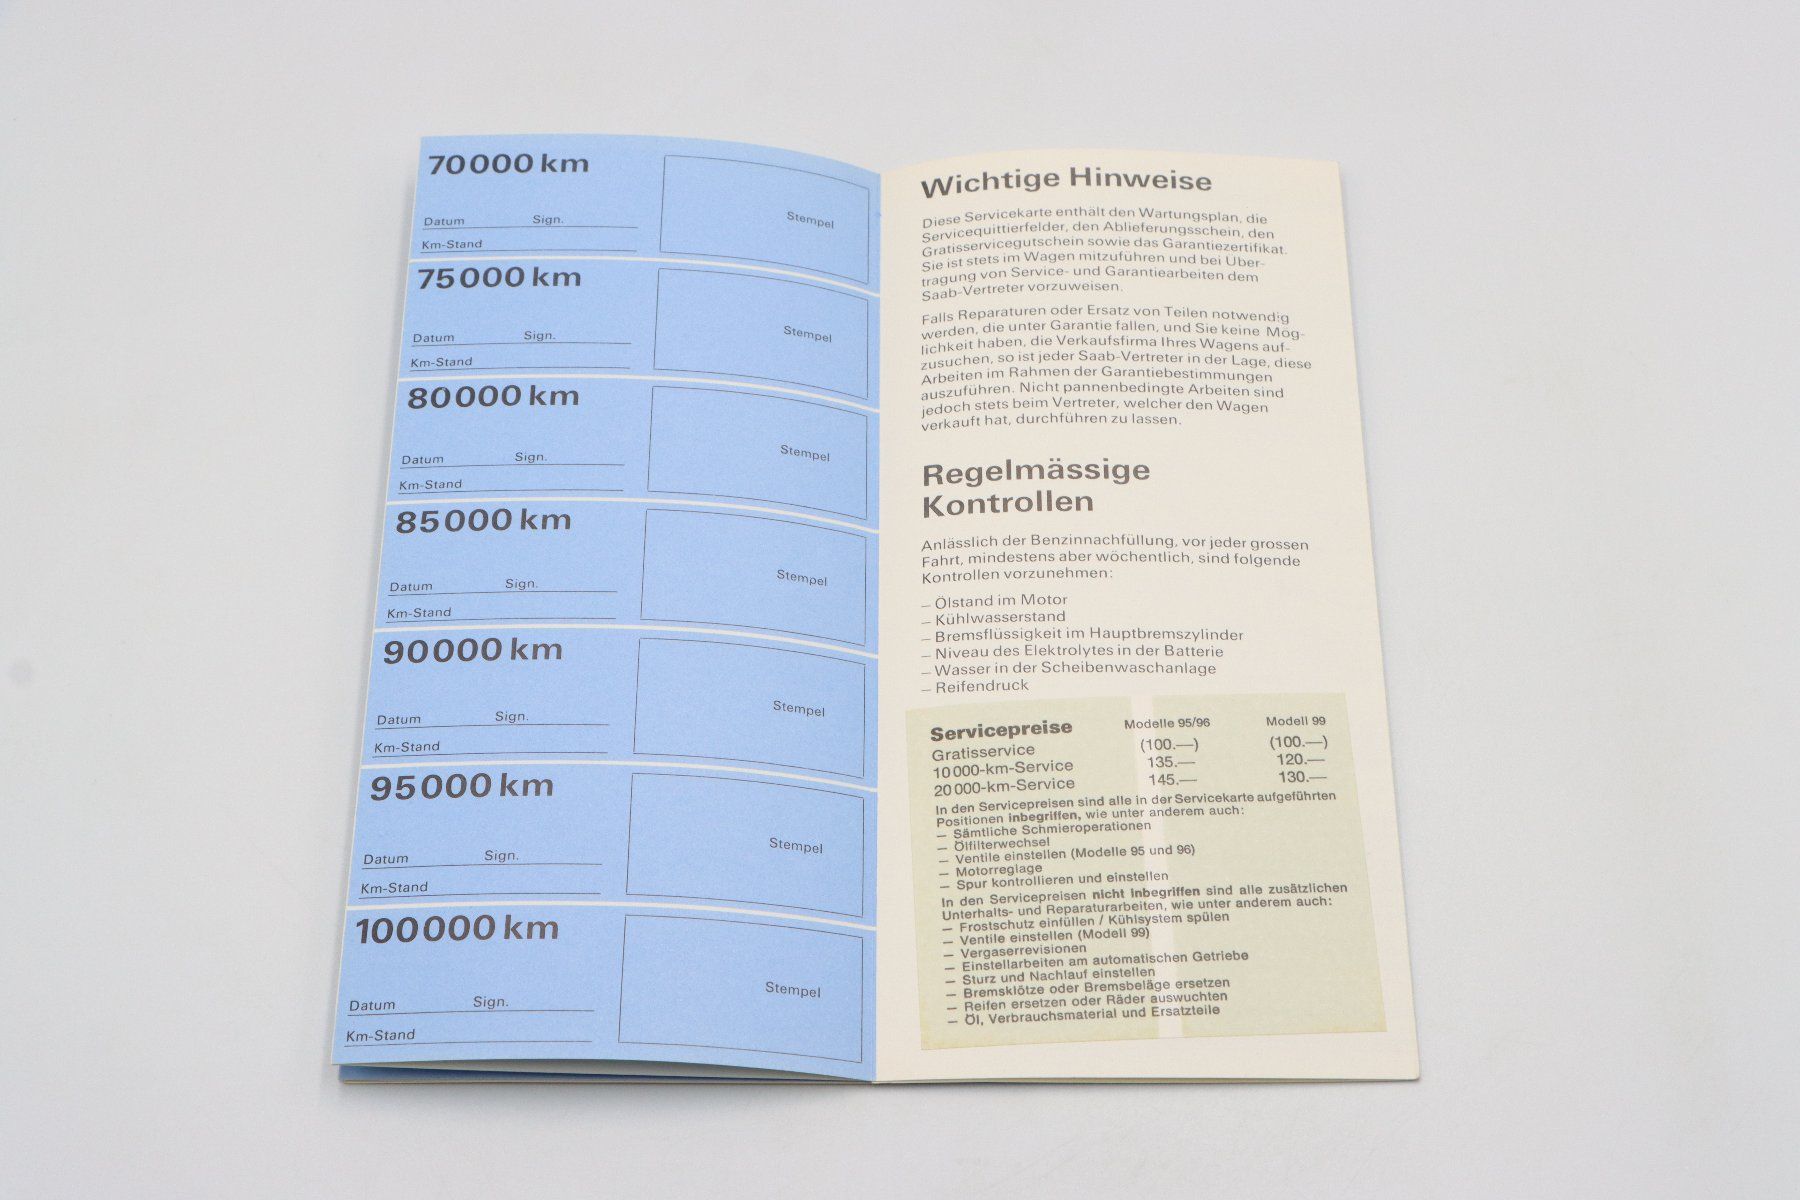 70000 km
Stempel
Datum Sign.
Km-Stand
75000 km
Stempel
Datum Sign.
Km-Stand
80000 km
Stempel
Datum Sign.
Km-Stand
85000 km
Stempel
Datum Sign.
Km-Stand
90000 km
Stempel
Datum Sign.
Km-Stand
95000 km
Stempel
Datum Sign.
Km-Stand
100000 km
Stempel
Datum Sign.
Km-Stand
Wichtige Hinweise
Diese Servicekarte enthält den Wartungsplan, die
Servicequittierfelder, den Ablieferungsschein, den
Gratisservicegutschein sowie das Garantiezertifikat.
Sie ist stets im Wagen mitzuführen und bei Über-
tragung von Service- und Garantiearbeiten dem
Saab-Vertreter vorzuweisen.
Falls Reparaturen oder Ersatz von Teilen notwendig
werden, die unter Garantie fallen, und Sie keine Mög-
lichkeit haben, die Verkaufsfirma Ihres Wagens auf-
zusuchen, so ist jeder Saab-Vertreter in der Lage, diese
Arbeiten im Rahmen der Garantiebestimmungen
auszuführen. Nicht pannenbedingte Arbeiten sind
jedoch stets beim Vertreter, welcher den Wagen
verkauft hat, durchführen zu lassen.
Regelmässige
Kontrollen
Anlässlich der Benzinnachfüllung, vor jeder grossen
Fahrt, mindestens aber wöchentlich, sind folgende
Kontrollen vorzunehmen:
– Ölstand im Motor
– Kühlwasserstand
– Bremsflüssigkeit im Hauptbremszylinder
– Niveau des Elektrolytes in der Batterie
– Wasser in der Scheibenwaschanlage
– Reifendruck
Servicepreise Modelle 95/96 Modell 99
Gratisservice (100.—) (100.—)
10 000-km-Service 135.— 120.—
20 000-km-Service 145.— 130.—
In den Servicepreisen sind alle in der Servicekarte aufgeführten
Positionen inbegriffen, wie unter anderem auch:
— Sämtliche Schmieroperationen
— Ölfilterwechsel
— Ventile einstellen (Modelle 95 und 96)
— Motorreglage
— Spur kontrollieren und einstellen
In den Servicepreisen nicht inbegriffen sind alle zusätzlichen
Unterhalts- und Reparaturarbeiten, wie unter anderem auch:
— Frostschutz einfüllen / Kühlsystem spülen
— Ventile einstellen (Modell 99)
— Vergaserrevisionen
— Einstellarbeiten am automatischen Getriebe
— Sturz und Nachlauf einstellen
— Bremsklötze oder Bremsbeläge ersetzen
— Reifen ersetzen oder Räder auswuchten
— Öl, Verbrauchsmaterial und Ersatzteile